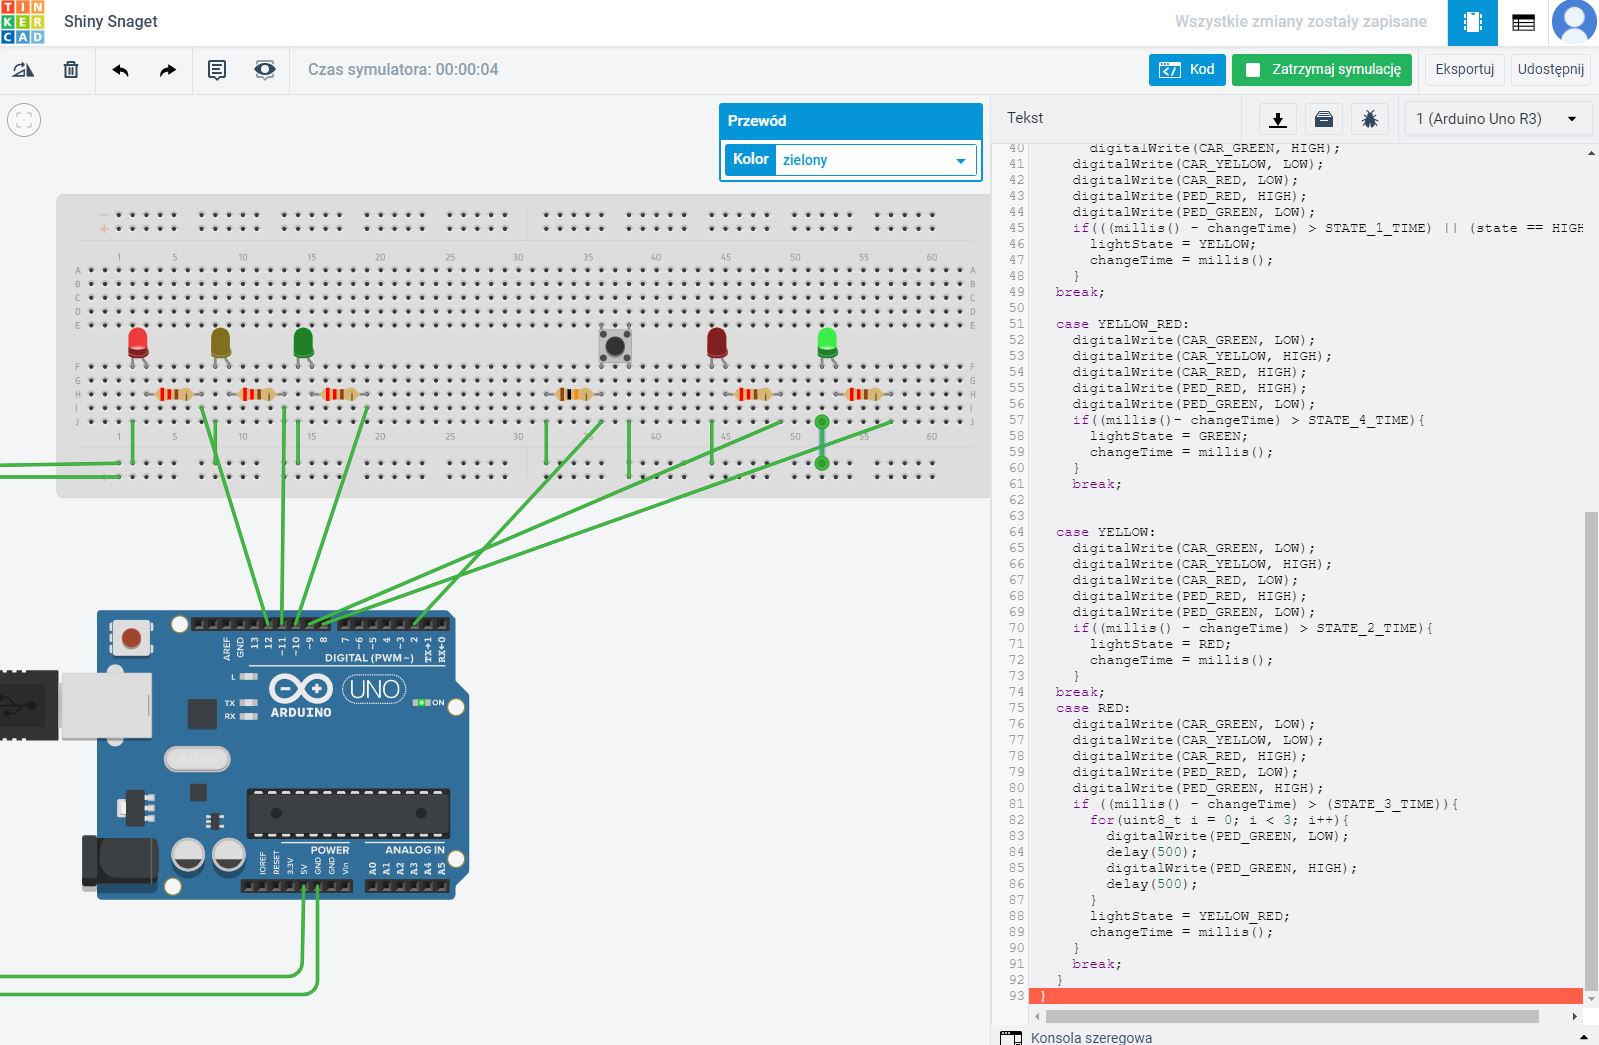 TIN
KER
CAD
Shiny Snaget
Wszystkie zmiany zostały zapisane
Czas symulatora: 00:00:04
Kod
Zatrzymaj symulację
Eksportuj
Udostępnij
Przewód
Kolor
zielony
Tekst
1 (Arduino Uno R3)
40 digitalWrite(CAR_GREEN, HIGH);
41 digitalWrite(CAR_YELLOW, LOW);
42 digitalWrite(CAR_RED, LOW);
43 digitalWrite(PED_RED, HIGH);
44 digitalWrite(PED_GREEN, LOW);
45 if(((millis() - changeTime) > STATE_1_TIME) || (state == HIGH
46 lightState = YELLOW;
47 changeTime = millis();
48 }
49 break;
50
51 case YELLOW_RED:
52 digitalWrite(CAR_GREEN, LOW);
53 digitalWrite(CAR_YELLOW, HIGH);
54 digitalWrite(CAR_RED, HIGH);
55 digitalWrite(PED_RED, HIGH);
56 digitalWrite(PED_GREEN, LOW);
57 if((millis()- changeTime) > STATE_4_TIME){
58 lightState = GREEN;
59 changeTime = millis();
60 }
61 break;
62
63
64 case YELLOW:
65 digitalWrite(CAR_GREEN, LOW);
66 digitalWrite(CAR_YELLOW, HIGH);
67 digitalWrite(CAR_RED, LOW);
68 digitalWrite(PED_RED, HIGH);
69 digitalWrite(PED_GREEN, LOW);
70 if((millis() - changeTime) > STATE_2_TIME){
71 lightState = RED;
72 changeTime = millis();
73 }
74 break;
75 case RED:
76 digitalWrite(CAR_GREEN, LOW);
77 digitalWrite(CAR_YELLOW, LOW);
78 digitalWrite(CAR_RED, HIGH);
79 digitalWrite(PED_RED, LOW);
80 digitalWrite(PED_GREEN, HIGH);
81 if ((millis() - changeTime) > (STATE_3_TIME)){
82 for(uint8_t i = 0; i < 3; i++){
83 digitalWrite(PED_GREEN, LOW);
84 delay(500);
85 digitalWrite(PED_GREEN, HIGH);
86 delay(500);
87 }
88 lightState = YELLOW_RED;
89 changeTime = millis();
90 }
91 break;
92 }
93 }
Konsola szeregowa
1 5 10 15 20 25 30 35 40 45 50 55 60
A A
B B
C C
D D
E E
F F
G G
H H
I I
J J
1 5 10 15 20 25 30 35 40 45 50 55 60
AREF GND 13 12 ~11 ~10 ~9 8 7 ~6 ~5 4 ~3 2 TX→1 RX←0
DIGITAL (PWM~)
L
TX
RX
ARDUINO
UNO
ON
POWER
ANALOG IN
IOREF RESET 3.3V 5V GND GND Vin A0 A1 A2 A3 A4 A5